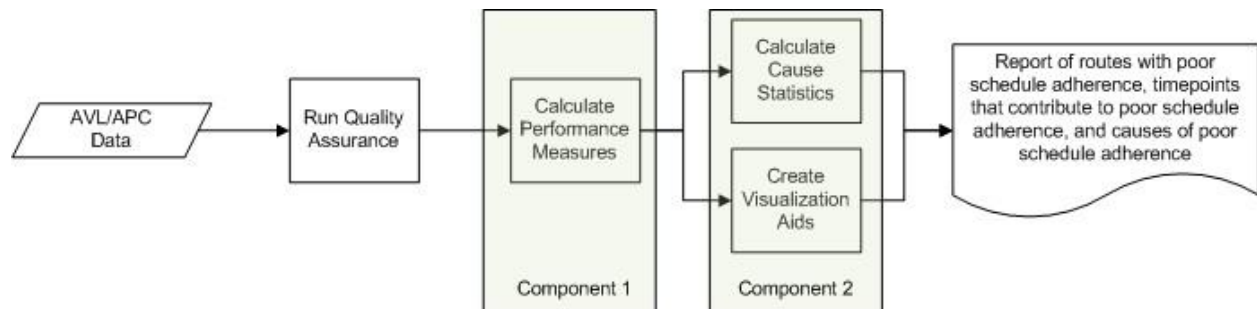 AVL/APC
Data
Run Quality
Assurance
Calculate
Performance
Measures
Component 1
Calculate
Cause
Statistics
Create
Visualization
Aids
Component 2
Report of routes with poor
schedule adherence, timepoints
that contribute to poor schedule
adherence, and causes of poor
schedule adherence